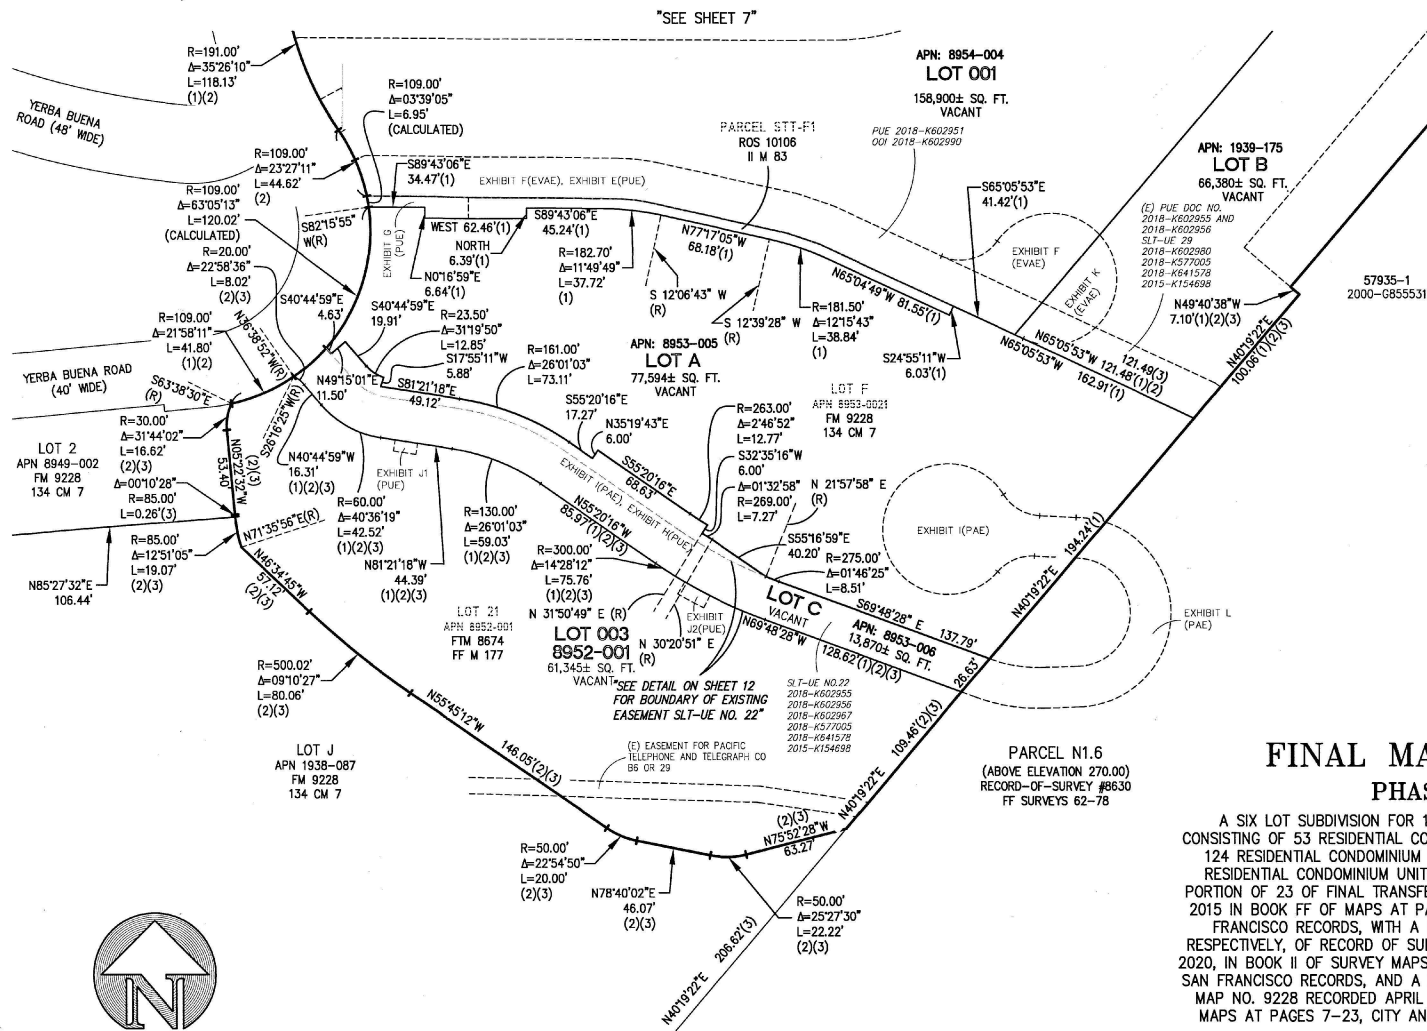 "SEE SHEET 7"
R=191.00'
Δ=35°26'10"
L=118.13'
(1)(2)
YERBA BUENA
ROAD (48' WIDE)
R=109.00'
Δ=03°39'05"
L=6.95'
(CALCULATED)
R=109.00'
Δ=23°27'11"
L=44.62'
(2)
R=109.00'
Δ=63°05'13"
L=120.02'
(CALCULATED)
R=20.00'
Δ=22°58'36"
L=8.02'
(2)(3)
R=109.00'
Δ=21°58'11"
L=41.80'
(1)(2)
S82°15'55"
W(R)
S89°43'06"E
34.47'(1)
EXHIBIT F(EVAE), EXHIBIT E(PUE)
EXHIBIT G
(PUE)
WEST 62.46'(1)
NORTH
6.39'(1)
N0°16'59"E
6.64'(1)
S89°43'06"E
45.24'(1)
R=182.70'
Δ=11°49'49"
L=37.72'
(1)
PARCEL STT-F1
ROS 10106
II M 83
N77°17'05"W
68.18'(1)
S 12°06'43" W
(R)
S 12°39'28" W
(R)
R=181.50'
Δ=12°15'43"
L=38.84'
(1)
N65°04'49"W 81.55'(1)
S24°55'11"W
6.03'(1)
APN: 8954-004
LOT 001
158,900± SQ. FT.
VACANT
PUE 2018-K602951
OOI 2018-K602990
S65°05'53"E
41.42'(1)
EXHIBIT F
(EVAE)
EXHIBIT K
(EVAE)
APN: 1939-175
LOT B
66,380± SQ. FT.
VACANT
(E) PUE DOC NO.
2018-K602955 AND
2018-K602956
SLT-UE 29
2018-K602980
2018-K577005
2018-K641578
2015-K154698
N49°40'38"W
7.10'(1)(2)(3)
57935-1
2000-G855531
N40°19'22"E
100.06'(1)(2)(3)
N65°05'53"W 121.48'(1)(2)
121.49(3)
N65°05'53"W 162.91'(1)
S40°44'59"E
4.63'
S40°44'59"E
19.91'
N36°38'52"W(R)
R=23.50'
Δ=31°19'50"
L=12.85'
S17°55'11"W
5.88'
N49°15'01"E
11.50'
S81°21'18"E
49.12'
R=161.00'
Δ=26°01'03"
L=73.11'
APN: 8953-005
LOT A
77,594± SQ. FT.
VACANT
S55°20'16"E
17.27'
N35°19'43"E
6.00'
LOT F
APN 8953-0021
FM 9228
134 CM 7
R=263.00'
Δ=2°46'52"
L=12.77'
S32°35'16"W
6.00'
Δ=01°32'58"
R=269.00'
L=7.27'
N 21°57'58" E
(R)
S55°20'16"E
68.63'
YERBA BUENA ROAD
(40' WIDE)
S63°38'30"E
(R)
S26°16'25"W(R)
R=30.00'
Δ=31°44'02"
L=16.62'
(2)(3)
Δ=00°10'28"
R=85.00'
L=0.26'(3)
LOT 2
APN 8949-002
FM 9228
134 CM 7
N05°22'32"W
53.40'
(2)(3)
N71°35'56"E(R)
R=85.00'
Δ=12°51'05"
L=19.07'
(2)(3)
N85°27'32"E
106.44'
N46°34'45"W
57.12'
(2)(3)
N40°44'59"W
16.31'
(1)(2)(3)
EXHIBIT J1
(PUE)
R=60.00'
Δ=40°36'19"
L=42.52'
(1)(2)(3)
N81°21'18"W
44.39'
(1)(2)(3)
R=130.00'
Δ=26°01'03"
L=59.03'
(1)(2)(3)
EXHIBIT I(PAE), EXHIBIT H(PUE)
N55°20'16"W
85.97'(1)(2)(3)
R=300.00'
Δ=14°28'12"
L=75.76'
(1)(2)(3)
S55°16'59"E
40.20'
R=275.00'
Δ=01°46'25"
L=8.51'
EXHIBIT I(PAE)
194.24'(1)
N40°19'22"E
EXHIBIT L
(PAE)
LOT C
VACANT
APN: 8953-006
13,870± SQ. FT.
S69°48'28" E
137.79'
26.63'
N69°48'28"W
128.62'(1)(2)(3)
N 31°50'49" E (R)
N 30°20'51" E
(R)
EXHIBIT
J2(PUE)
LOT 21
APN 8952-001
FTM 8674
FF M 177
LOT 003
8952-001
61,345± SQ. FT.
VACANT
"SEE DETAIL ON SHEET 12
FOR BOUNDARY OF EXISTING
EASEMENT SLT-UE NO. 22"
SLT-UE NO.22
2018-K602955
2018-K602956
2018-K602967
2018-K577005
2018-K641578
2015-K154698
R=500.02'
Δ=09°10'27"
L=80.06'
(2)(3)
N55°45'12"W
146.05'(2)(3)
LOT J
APN 1938-087
FM 9228
134 CM 7
(E) EASEMENT FOR PACIFIC
TELEPHONE AND TELEGRAPH CO
B6 OR 29
109.46'(2)(3)
N40°19'22"E
PARCEL N1.6
(ABOVE ELEVATION 270.00)
RECORD-OF-SURVEY #8630
FF SURVEYS 62-78
R=50.00'
Δ=22°54'50"
L=20.00'
(2)(3)
N78°40'02"E
46.07'
(2)(3)
(2)(3)
N75°52'28"W
63.27'
R=50.00'
Δ=25°27'30"
L=22.22'
(2)(3)
206.62'(3)
N40°19'22"E
N
FINAL MA
PHAS
A SIX LOT SUBDIVISION FOR 1
CONSISTING OF 53 RESIDENTIAL CO
124 RESIDENTIAL CONDOMINIUM
RESIDENTIAL CONDOMINIUM UNIT
PORTION OF 23 OF FINAL TRANSFE
2015 IN BOOK FF OF MAPS AT PA
FRANCISCO RECORDS, WITH A
RESPECTIVELY, OF RECORD OF SU
2020, IN BOOK II OF SURVEY MAPS
SAN FRANCISCO RECORDS, AND A
MAP NO. 9228 RECORDED APRIL
MAPS AT PAGES 7-23, CITY AN